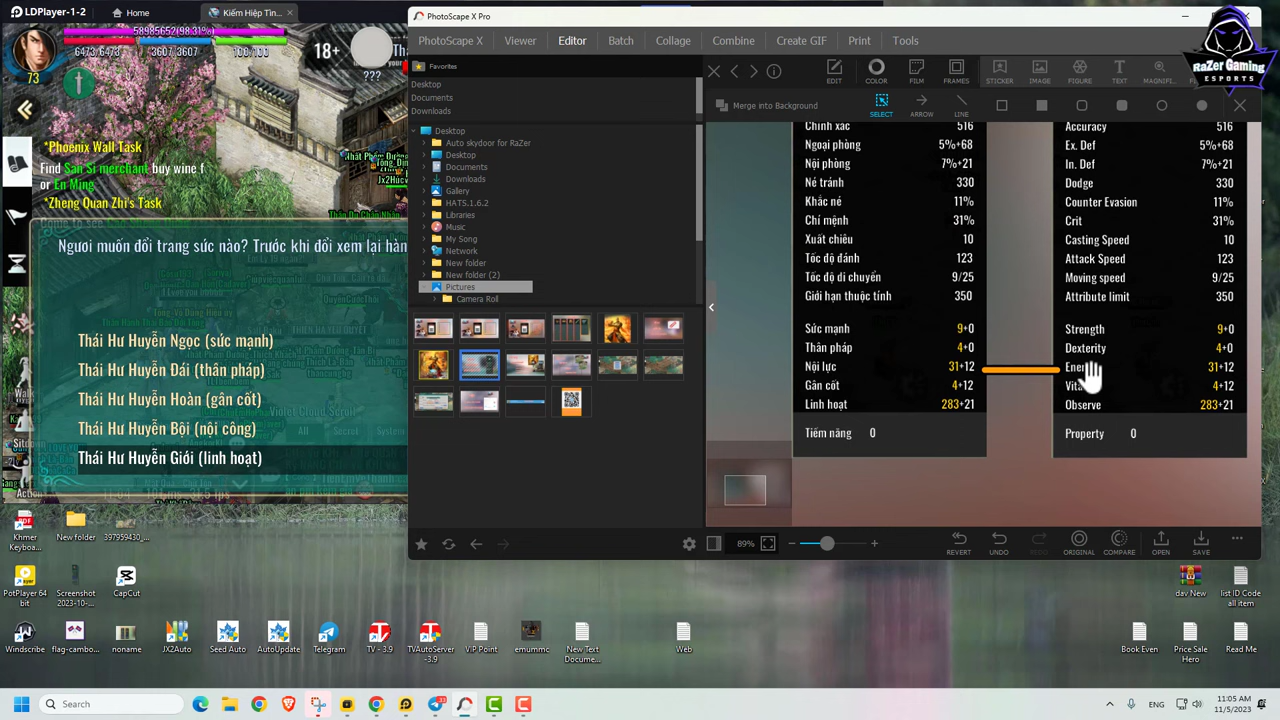 LDPlayer-1-2
Home
Kiếm Hiệp Tìn...
58985652(98.31%)
6473/6473
3607/3607
100/100
18+
???
73
*Phoenix Wall Task
Find San Si merchant buy wine f
or En Ming
*Zheng Quan Zhi's Task
Người muốn đổi trang sức nào? Trước khi đổi xem lại hàn
Thái Hư Huyễn Ngọc (sức mạnh)
Thái Hư Huyễn Đái (thân pháp)
Thái Hư Huyễn Hoàn (gân cốt)
Thái Hư Huyễn Bội (nội công)
Thái Hư Huyễn Giới (linh hoạt)
Violet Cloud Scroll
All
Secret
Walk
Action
PhotoScape X Pro
PhotoScape X
Viewer
Editor
Batch
Collage
Combine
Create GIF
Print
Tools
RaZer Gaming
ESPORTS
Favorites
Desktop
Documents
Downloads
Desktop
Auto skydoor for RaZer
Desktop
Documents
Downloads
Gallery
HATS.1.6.2
Libraries
Music
My Song
Network
New folder
New folder (2)
Pictures
Camera Roll
EDIT
COLOR
FILM
FRAMES
STICKER
IMAGE
FIGURE
TEXT
MAGNIFI...
Merge into Background
SELECT
ARROW
LINE
Chính xác 516
Ngoại phòng 5%+68
Nội phòng 7%+21
Né tránh 330
Khắc né 11%
Chí mệnh 31%
Xuất chiêu 10
Tốc độ đánh 123
Tốc độ di chuyển 9/25
Giới hạn thuộc tính 350
Sức mạnh 9+0
Thân pháp 4+0
Nội lực 31+12
Gân cốt 4+12
Linh hoạt 283+21
Tiềm năng 0
Accuracy 516
Ex. Def 5%+68
In. Def 7%+21
Dodge 330
Counter Evasion 11%
Crit 31%
Casting Speed 10
Attack Speed 123
Moving speed 9/25
Attribute limit 350
Strength 9+0
Dexterity 4+0
31+12
4+12
Observe 283+21
Property 0
89%
REVERT
UNDO
REDO
ORIGINAL
COMPARE
OPEN
SAVE
Khmer
Keyboa...
New folder
397959430_...
PotPlayer 64
bit
Screenshot
2023-10-...
CapCut
dav New
list ID Code
all item
Windscribe
flag-cambo...
noname
JX2Auto
Seed Auto
AutoUpdate
Telegram
TV - 3.9
TVAutoServer
-3.9
V.I.P Point
emummc
New Text
Docume...
Web
Book Even
Price Sale
Hero
Read Me
Search
ENG
11:05 AM
11/5/2023